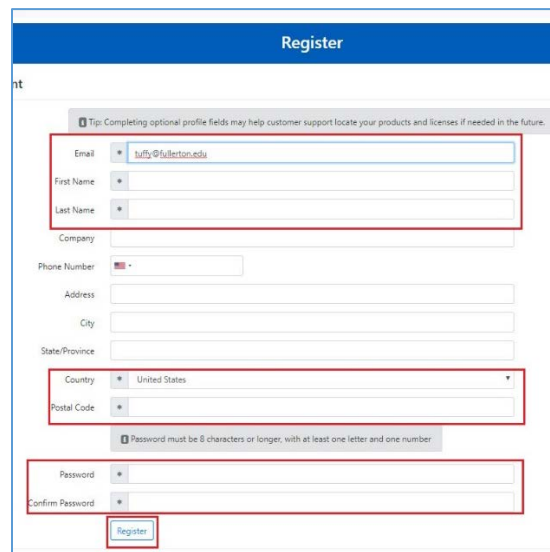 Register
nt
Tip: Completing optional profile fields may help customer support locate your products and licenses if needed in the future.
Email * tuffy@fullerton.edu
First Name *
Last Name *
Company
Phone Number
Address
City
State/Province
Country * United States
Postal Code *
Password must be 8 characters or longer, with at least one letter and one number
Password *
Confirm Password *
Register